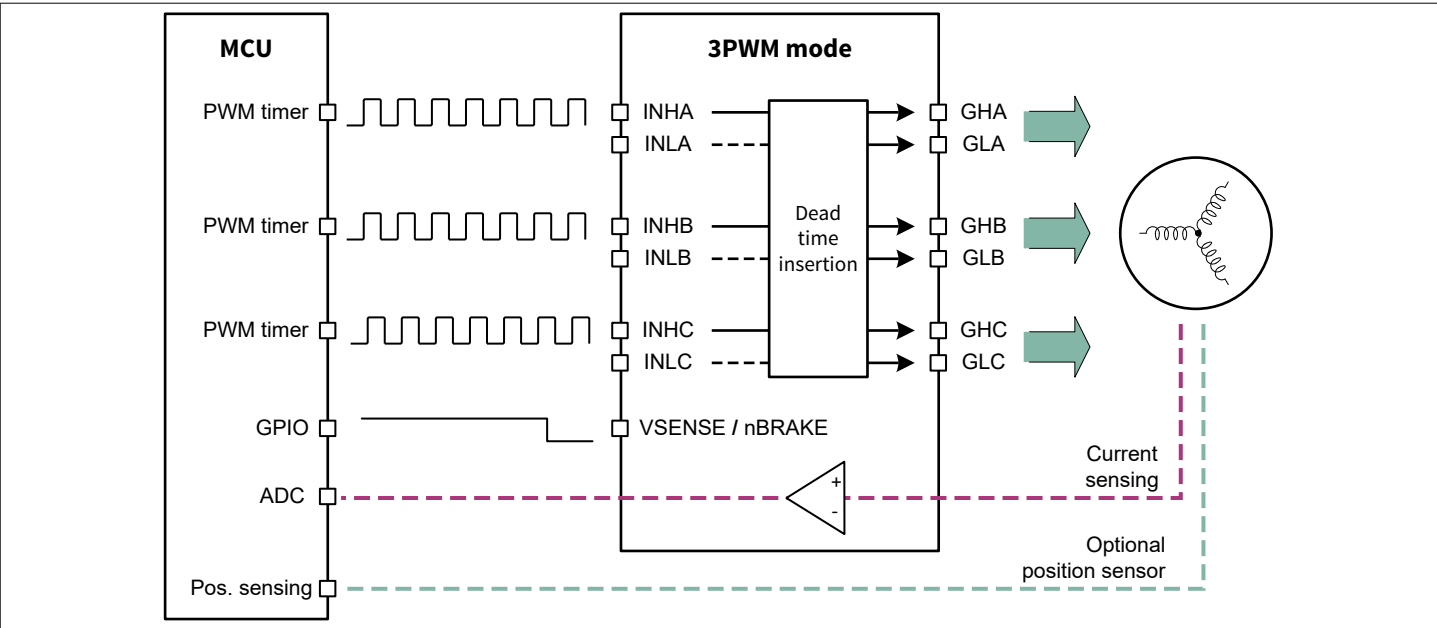 MCU
3PWM mode
PWM timer
INHA
GHA
INLA
GLA
PWM timer
INHB
GHB
INLB
GLB
Dead
time
insertion
PWM timer
INHC
GHC
INLC
GLC
GPIO
VSENSE / nBRAKE
ADC
+
-
Current
sensing
Pos. sensing
Optional
position sensor